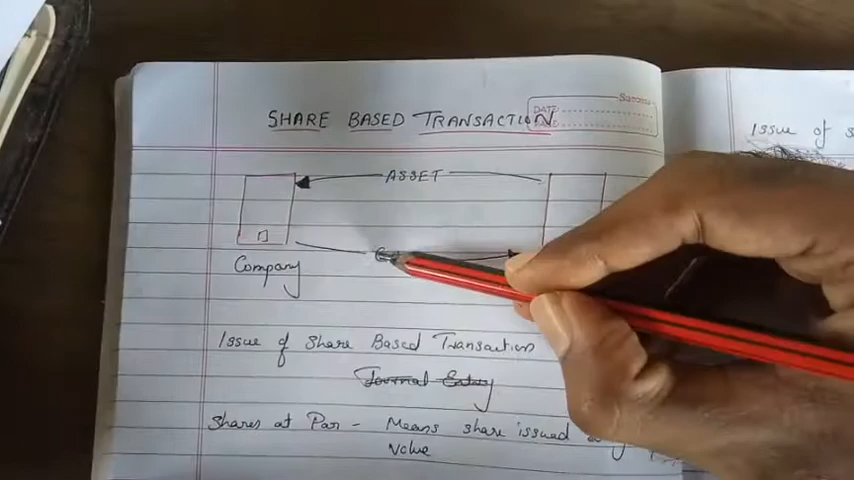 SHARE BASED TRANSACTION
DATE
ASSET
Company
Issue of Share Based Transaction
Journal Entry
Shares at Par - Means share issued
Value
Issue of